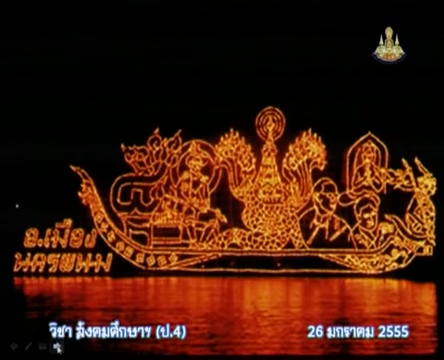 อ.เมือง
นครพนม
วิชา สังคมศึกษาฯ (ป.4)
26 มกราคม 2555